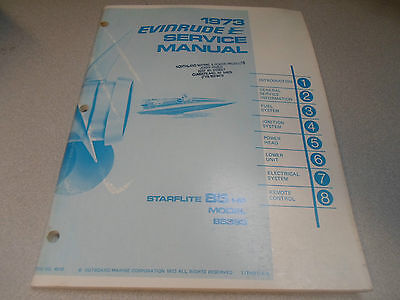 1973
EVINRUDE E
SERVICE
MANUAL
INTRODUCTION 1
GENERAL SERVICE INFORMATION 2
FUEL SYSTEM 3
IGNITION SYSTEM 4
POWER HEAD 5
LOWER UNIT 6
ELECTRICAL SYSTEM 7
REMOTE CONTROL 8
STARFLITE 85 HP
MODEL
© OUTBOARD MARINE CORPORATION 1973 ALL RIGHTS RESERVED